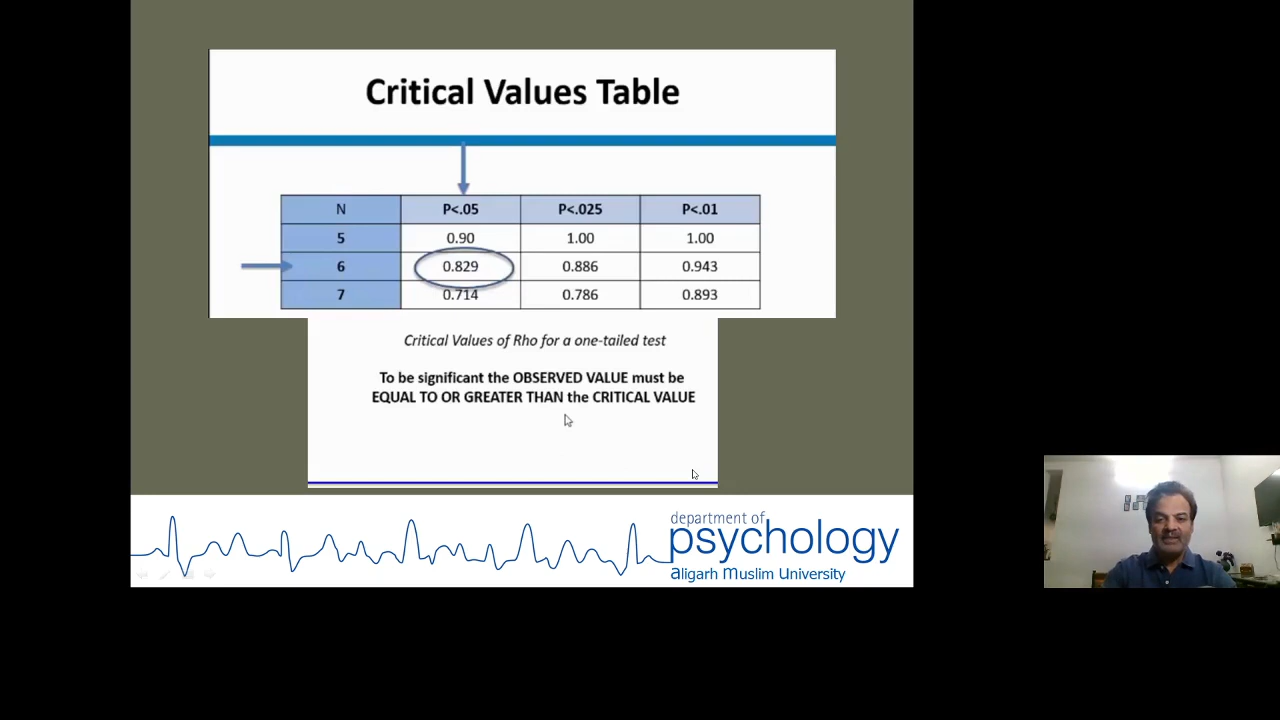 Critical Values Table
N P<.05 P<.025 P<.01
5 0.90 1.00 1.00
6 0.829 0.886 0.943
7 0.714 0.786 0.893
Critical Values of Rho for a one-tailed test
To be significant the OBSERVED VALUE must be
EQUAL TO OR GREATER THAN the CRITICAL VALUE
department of
psychology
aligarh muslim university